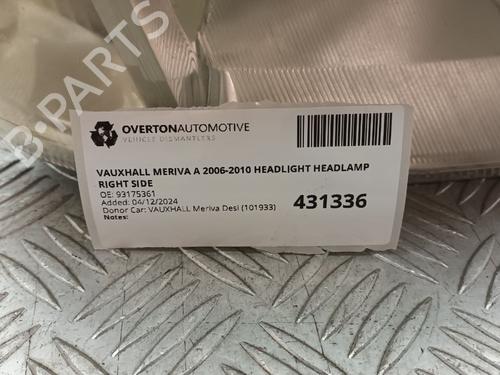 OVERTONAUTOMOTIVE
VEHICLE DISMANTLERS
VAUXHALL MERIVA A 2006-2010 HEADLIGHT HEADLAMP
RIGHT SIDE
OE: 93175361
Added: 04/12/2024
Donor Car: VAUXHALL Meriva Desi (101933)
Notes:
431336
B-PARTS